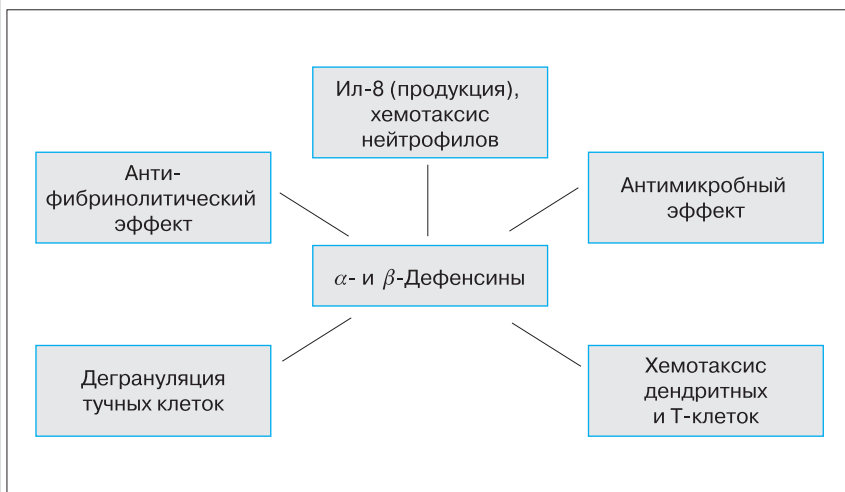 Ил-8 (продукция),
хемотаксис
нейтрофилов
Анти-
фибринолитический
эффект
Антимикробный
эффект
α- и β-Дефенсины
Дегрануляция
тучных клеток
Хемотаксис
дендритных
и Т-клеток